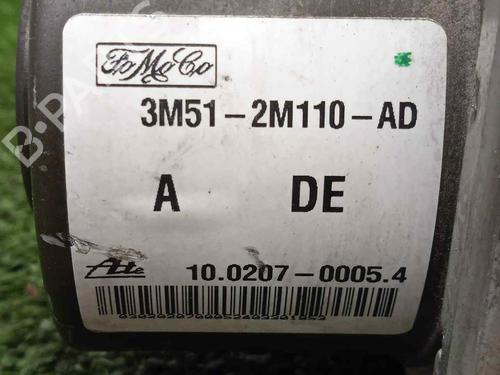 FoMoCo
3M51-2M110-AD
A DE
Ate 10.0207-0005.4